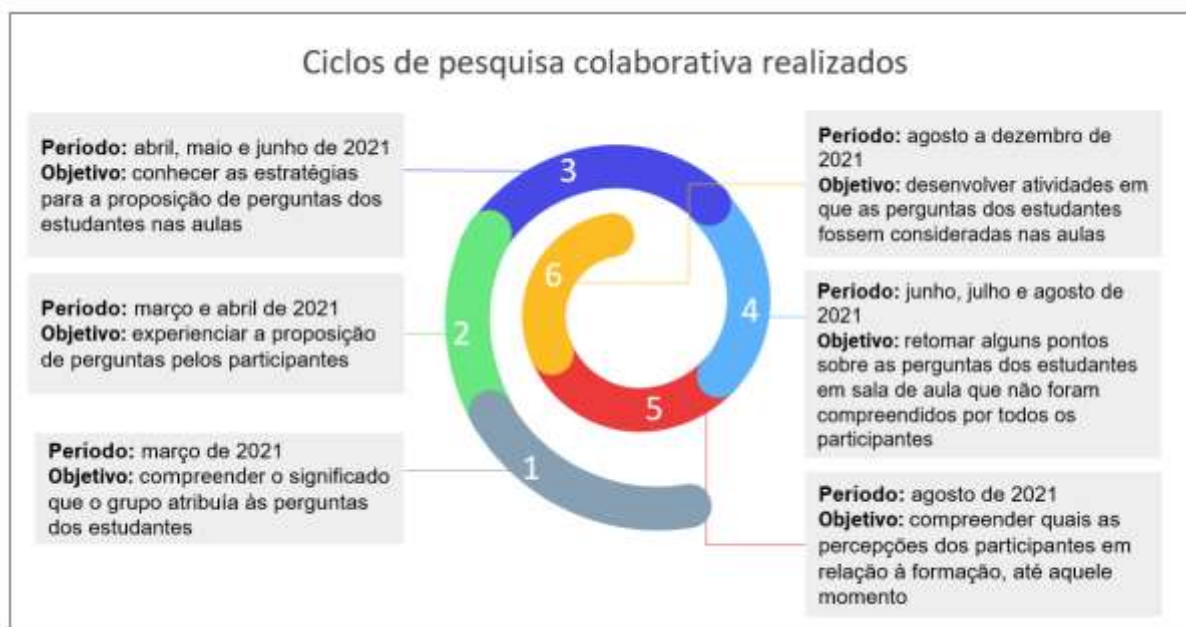 Ciclos de pesquisa colaborativa realizados
Período: abril, maio e junho de 2021
Objetivo: conhecer as estratégias
para a proposição de perguntas dos
estudantes nas aulas
Período: março e abril de 2021
Objetivo: experienciar a proposição
de perguntas pelos participantes
Período: março de 2021
Objetivo: compreender o significado
que o grupo atribuía às perguntas
dos estudantes
3
2
1
6
4
5
Período: agosto a dezembro de
2021
Objetivo: desenvolver atividades em
que as perguntas dos estudantes
fossem consideradas nas aulas
Período: junho, julho e agosto de
2021
Objetivo: retomar alguns pontos
sobre as perguntas dos estudantes
em sala de aula que não foram
compreendidos por todos os
participantes
Período: agosto de 2021
Objetivo: compreender quais as
percepções dos participantes em
relação à formação, até aquele
momento